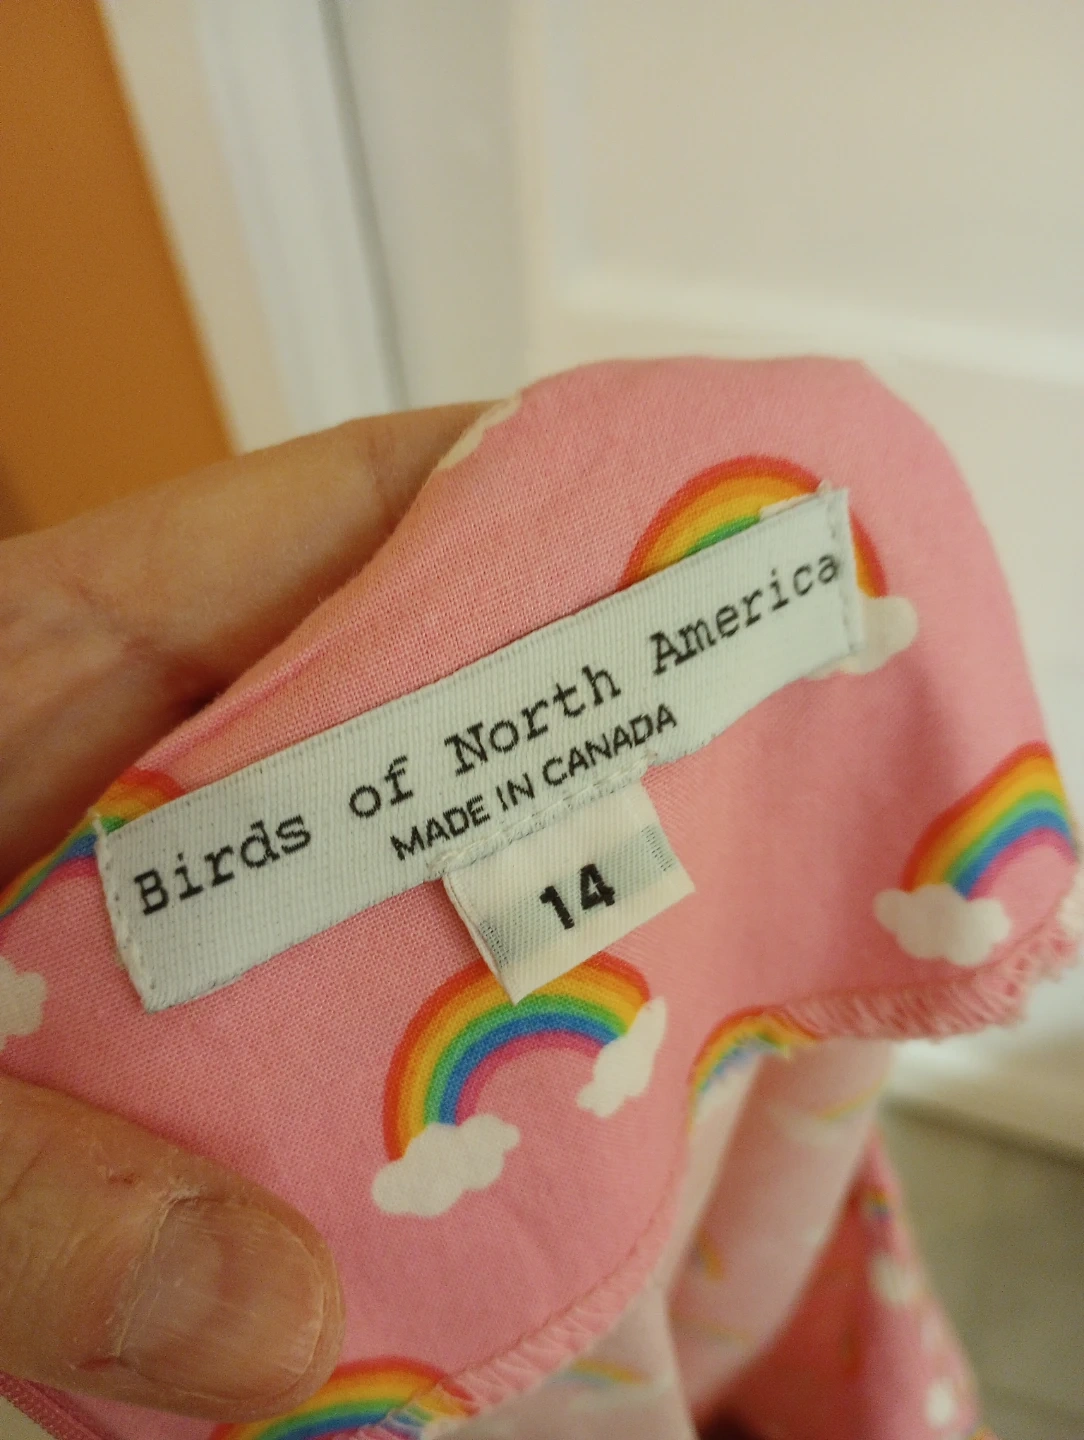 Birds of North America
MADE IN CANADA
14